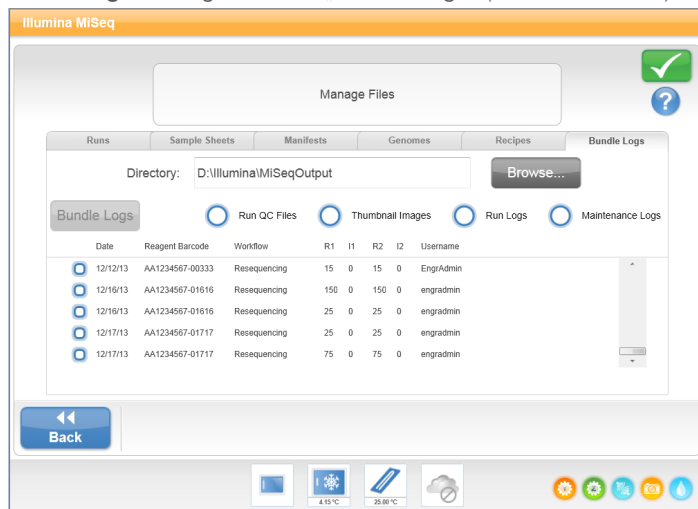 Illumina MiSeq
Manage Files
Runs Sample Sheets Manifests Genomes Recipes Bundle Logs
Directory: D:\Illumina\MiSeqOutput Browse...
Bundle Logs Run QC Files Thumbnail Images Run Logs Maintenance Logs
Date Reagent Barcode Workflow R1 I1 R2 I2 Username
12/12/13 AA1234567-00333 Resequencing 15 0 15 0 EngrAdmin
12/16/13 AA1234567-01616 Resequencing 150 0 150 0 engradmin
12/16/13 AA1234567-01616 Resequencing 25 0 25 0 engradmin
12/17/13 AA1234567-01717 Resequencing 25 0 25 0 engradmin
12/17/13 AA1234567-01717 Resequencing 75 0 75 0 engradmin
Back
4.15 °C 25.00 °C